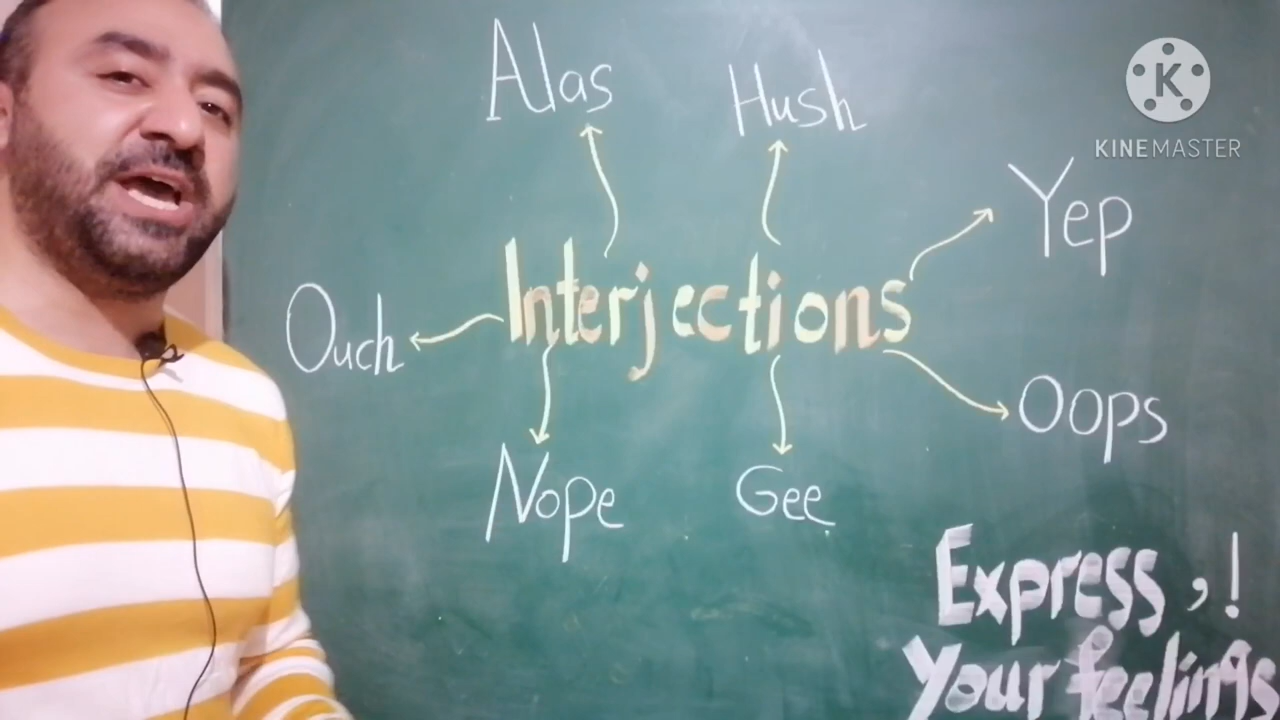 Alas
Hush
KINEMASTER
Yep
Interjections
Ouch
Oops
Nope
Gee
Express , !
Your feelings